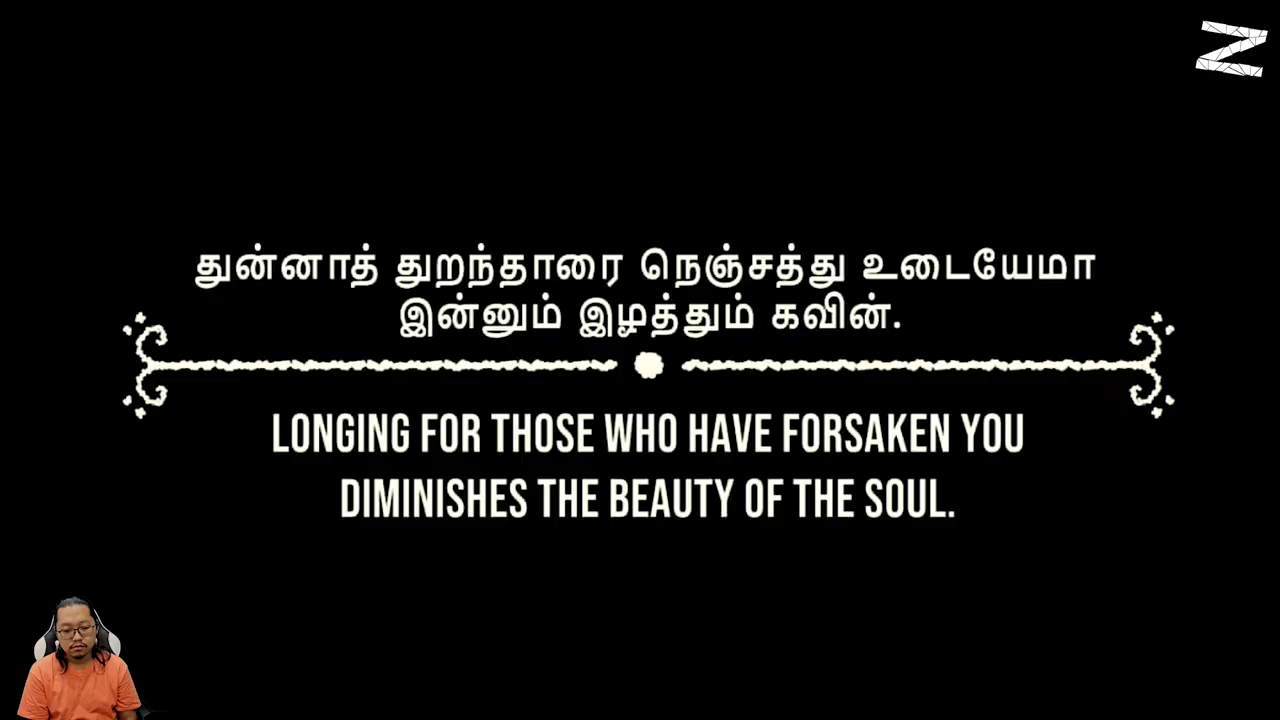 துன்னாத் துறந்தாரை நெஞ்சத்து உடையேமா
இன்னும் இழத்தும் கவின்.
LONGING FOR THOSE WHO HAVE FORSAKEN YOU
DIMINISHES THE BEAUTY OF THE SOUL.
Z